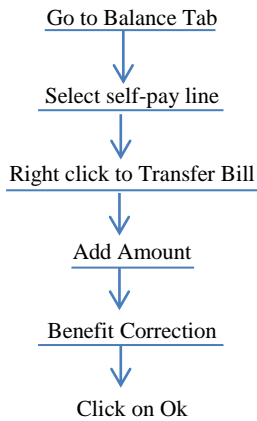 Go to Balance Tab
Select self-pay line
Right click to Transfer Bill
Add Amount
Benefit Correction
Click on Ok